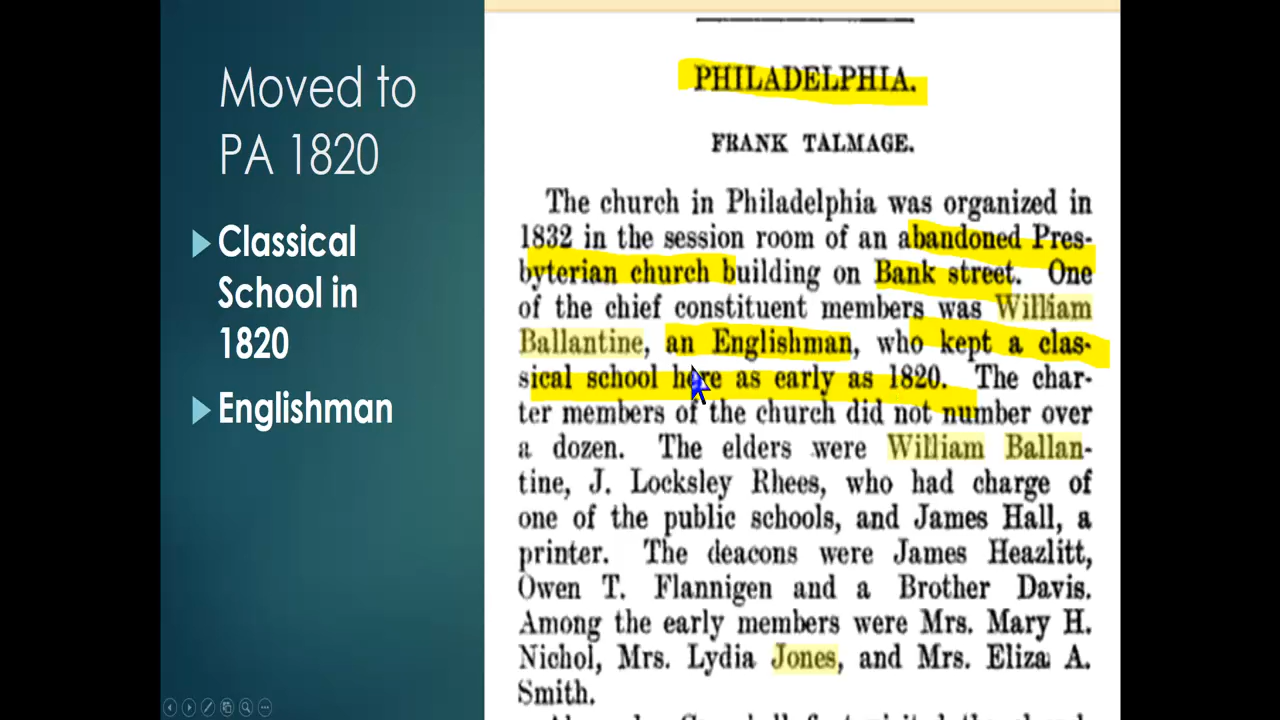 Moved to
PA 1820
Classical
School in
1820
Englishman
PHILADELPHIA.
FRANK TALMAGE.
The church in Philadelphia was organized in
1832 in the session room of an abandoned Pres-
byterian church building on Bank street. One
of the chief constituent members was William
Ballantine, an Englishman, who kept a clas-
sical school here as early as 1820. The char-
ter members of the church did not number over
a dozen. The elders were William Ballan-
tine, J. Locksley Rhees, who had charge of
one of the public schools, and James Hall, a
printer. The deacons were James Heazlitt,
Owen T. Flannigen and a Brother Davis.
Among the early members were Mrs. Mary H.
Nichol, Mrs. Lydia Jones, and Mrs. Eliza A.
Smith.